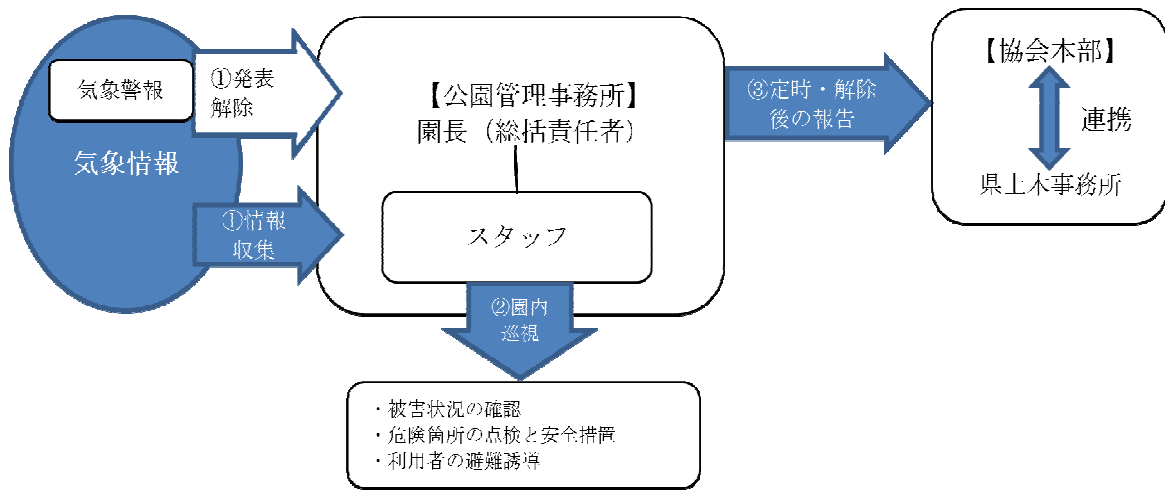 気象警報
気象情報
①発表
解除
①情報
収集
【公園管理事務所】
園長（総括責任者）
スタッフ
②園内
巡視
・被害状況の確認
・危険箇所の点検と安全措置
・利用者の避難誘導
③定時・解除
後の報告
【協会本部】
連携
県土木事務所